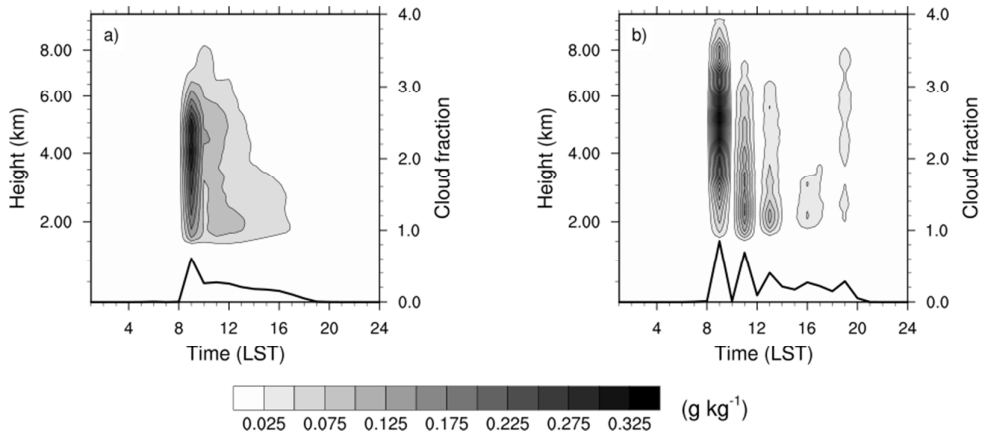 a)
8.00
6.00
4.00
2.00
Height (km)
4.0
3.0
2.0
1.0
0.0
Cloud fraction
4 8 12 16 20 24
Time (LST)
b)
8.00
6.00
4.00
2.00
Height (km)
4.0
3.0
2.0
1.0
0.0
Cloud fraction
4 8 12 16 20 24
Time (LST)
0.025 0.075 0.125 0.175 0.225 0.275 0.325
(g kg⁻¹)